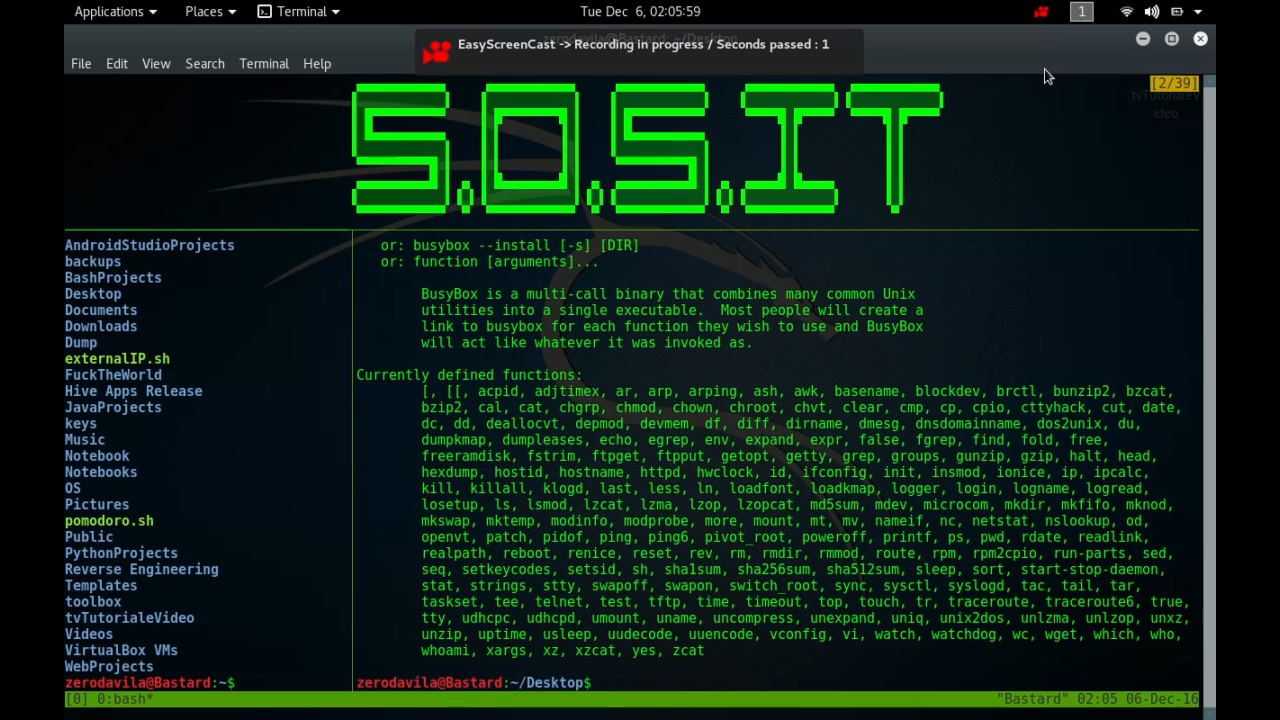 Applications Places Terminal Tue Dec 6, 02:05:59 1
EasyScreenCast -> Recording in progress / Seconds passed : 1
File Edit View Search Terminal Help
[2/39]
S.O.S.IT
AndroidStudioProjects
backups
BashProjects
Desktop
Documents
Downloads
Dump
externalIP.sh
FuckTheWorld
Hive Apps Release
JavaProjects
keys
Music
Notebook
Notebooks
OS
Pictures
pomodoro.sh
Public
PythonProjects
Reverse Engineering
Templates
toolbox
tvTutorialeVideo
Videos
VirtualBox VMs
WebProjects
zerodavila@Bastard:~$
or: busybox --install [-s] [DIR]
or: function [arguments]...
BusyBox is a multi-call binary that combines many common Unix
utilities into a single executable.  Most people will create a
link to busybox for each function they wish to use and BusyBox
will act like whatever it was invoked as.
Currently defined functions:
[, [[, acpid, adjtimex, ar, arp, arping, ash, awk, basename, blockdev, brctl, bunzip2, bzcat,
bzip2, cal, cat, chgrp, chmod, chown, chroot, chvt, clear, cmp, cp, cpio, cttyhack, cut, date,
dc, dd, deallocvt, depmod, devmem, df, diff, dirname, dmesg, dnsdomainname, dos2unix, du,
dumpkmap, dumpleases, echo, egrep, env, expand, expr, false, fgrep, find, fold, free,
freeramdisk, fstrim, ftpget, ftpput, getopt, getty, grep, groups, gunzip, gzip, halt, head,
hexdump, hostid, hostname, httpd, hwclock, id, ifconfig, init, insmod, ionice, ip, ipcalc,
kill, killall, klogd, last, less, ln, loadfont, loadkmap, logger, login, logname, logread,
losetup, ls, lsmod, lzcat, lzma, lzop, lzopcat, md5sum, mdev, microcom, mkdir, mkfifo, mknod,
mkswap, mktemp, modinfo, modprobe, more, mount, mt, mv, nameif, nc, netstat, nslookup, od,
openvt, patch, pidof, ping, ping6, pivot_root, poweroff, printf, ps, pwd, rdate, readlink,
realpath, reboot, renice, reset, rev, rm, rmdir, rmmod, route, rpm, rpm2cpio, run-parts, sed,
seq, setkeycodes, setsid, sh, sha1sum, sha256sum, sha512sum, sleep, sort, start-stop-daemon,
stat, strings, stty, swapoff, swapon, switch_root, sync, sysctl, syslogd, tac, tail, tar,
taskset, tee, telnet, test, tftp, time, timeout, top, touch, tr, traceroute, traceroute6, true,
tty, udhcpc, udhcpd, umount, uname, uncompress, unexpand, uniq, unix2dos, unlzma, unlzop, unxz,
unzip, uptime, usleep, uudecode, uuencode, vconfig, vi, watch, watchdog, wc, wget, which, who,
whoami, xargs, xz, xzcat, yes, zcat
zerodavila@Bastard:~/Desktop$
[0] 0:bash* "Bastard" 02:05 06-Dec-16